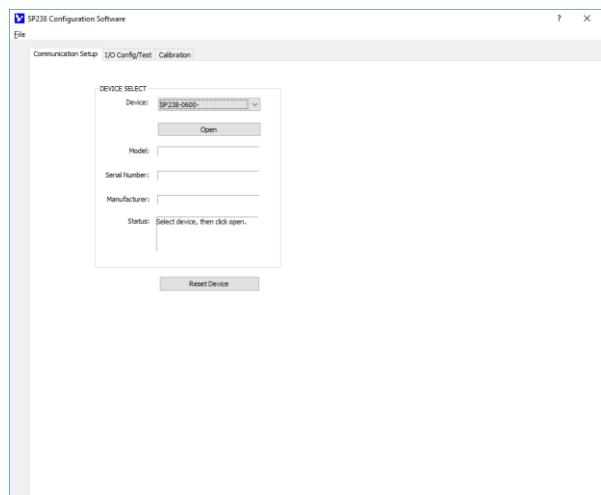 SP238 Configuration Software
?
File
Communication Setup I/O Config/Test Calibration
DEVICE SELECT
Device: SP238-0600-
Open
Model:
Serial Number:
Manufacturer:
Status: Select device, then click open.
Reset Device